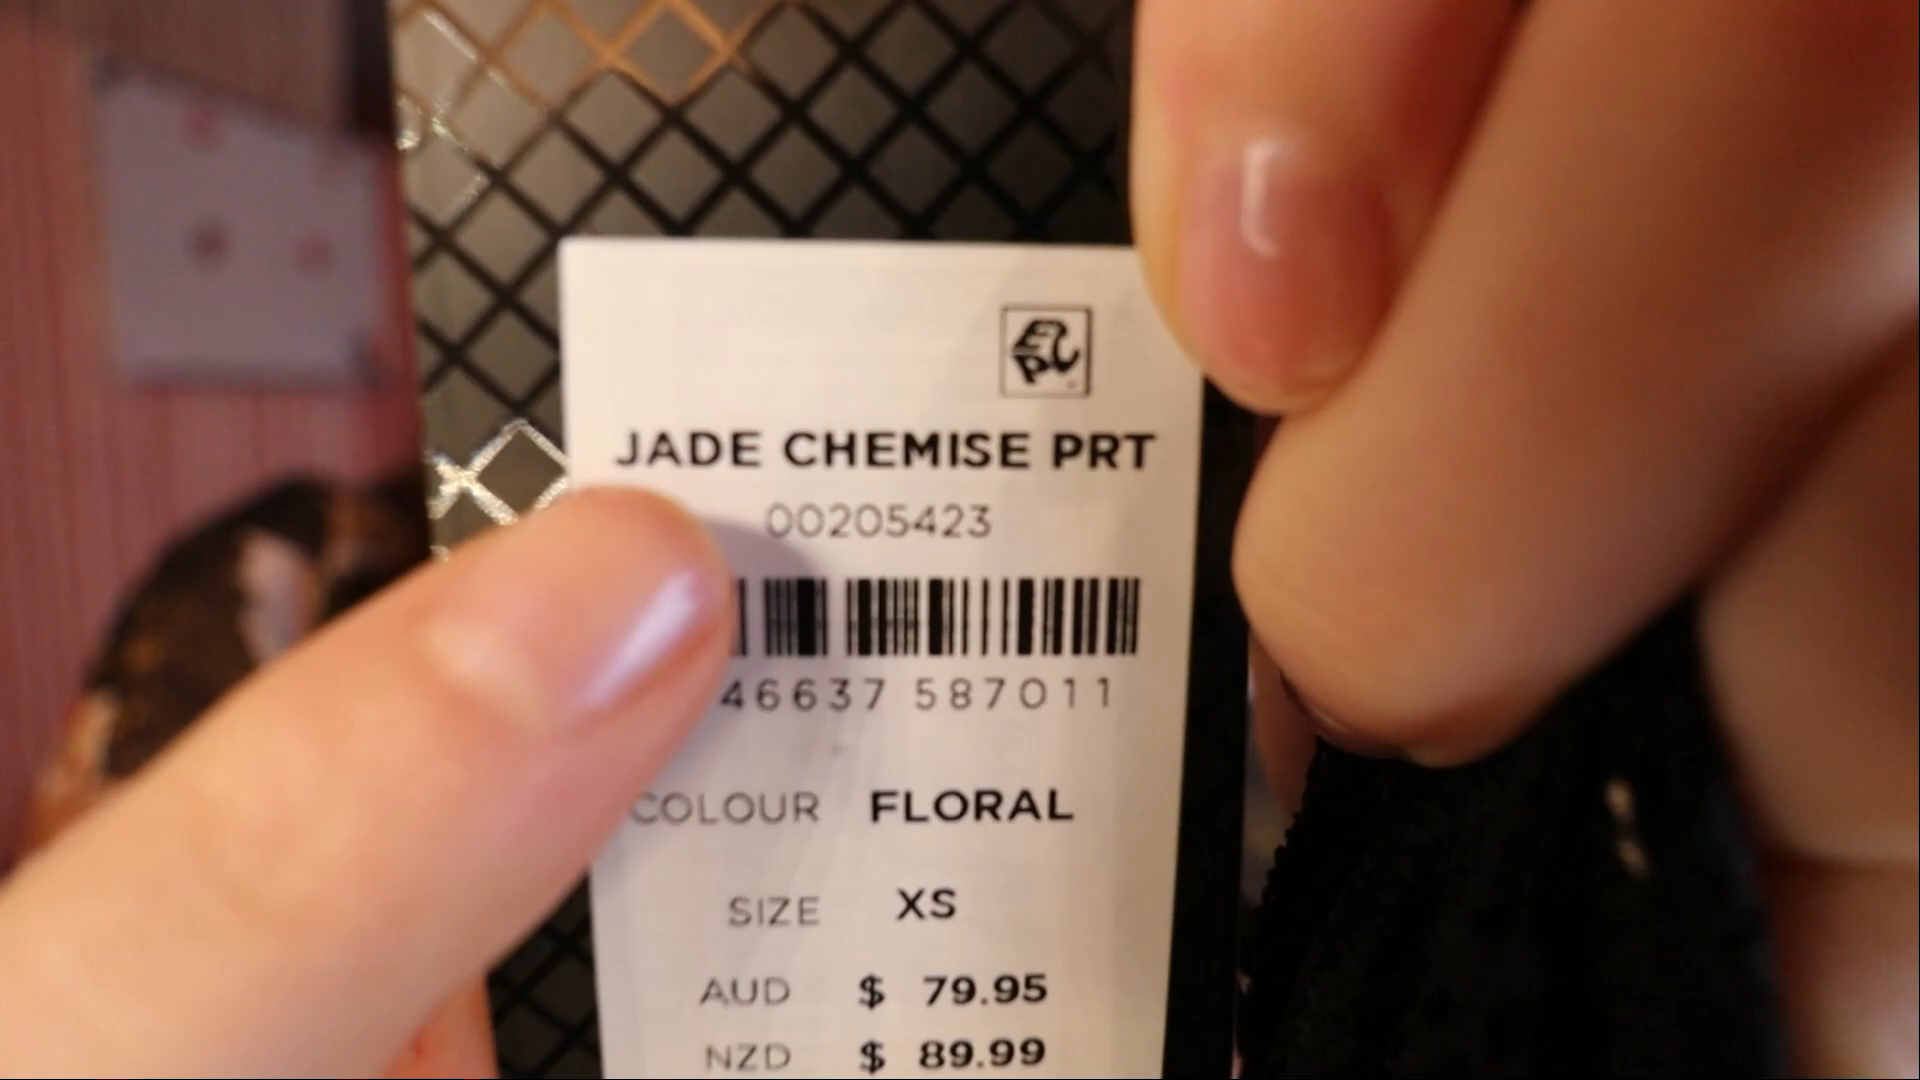 JADE CHEMISE PRT
00205423
46637 587011
COLOUR FLORAL
SIZE XS
AUD $ 79.95
NZD $ 89.99